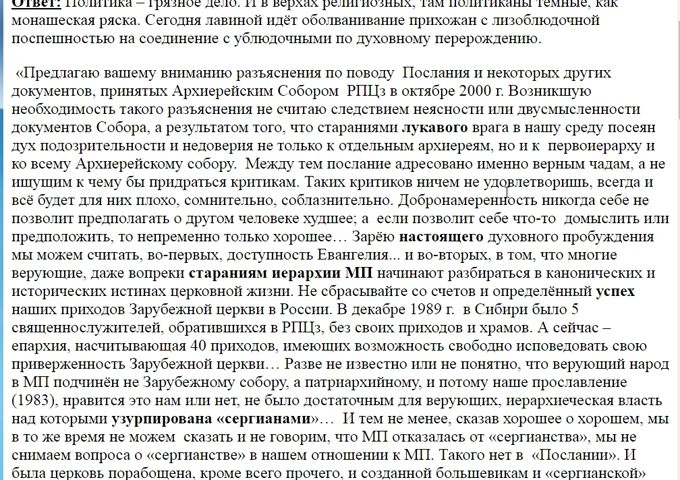 Ответ: Политика – грязное дело. И в верхах религиозных, там политиканы темные, как
монашеская ряска. Сегодня лавиной идёт оболванивание прихожан с лизоблюдочной
поспешностью на соединение с ублюдочными по духовному перерождению.
«Предлагаю вашему вниманию разъяснения по поводу Послания и некоторых других
документов, принятых Архиерейским Собором РПЦз в октябре 2000 г. Возникшую
необходимость такого разъяснения не считаю следствием неясности или двусмысленности
документов Собора, а результатом того, что стараниями лукавого врага в нашу среду посеян
дух подозрительности и недоверия не только к отдельным архиереям, но и к первоиерарху и
ко всему Архиерейскому собору. Между тем послание адресовано именно верным чадам, а не
ищущим к чему бы придраться критикам. Таких критиков ничем не удовлетворишь, всегда и
всё будет для них плохо, сомнительно, соблазнительно. Добронамеренность никогда себе не
позволит предполагать о другом человеке худшее; а если позволит себе что-то домыслить или
предположить, то непременно только хорошее… Зарёю настоящего духовного пробуждения
мы можем считать, во-первых, доступность Евангелия... и во-вторых, в том, что многие
верующие, даже вопреки стараниям иерархии МП начинают разбираться в канонических и
исторических истинах церковной жизни. Не сбрасывайте со счетов и определённый успех
наших приходов Зарубежной церкви в России. В декабре 1989 г. в Сибири было 5
священнослужителей, обратившихся в РПЦз, без своих приходов и храмов. А сейчас –
епархия, насчитывающая 40 приходов, имеющих возможность свободно исповедовать свою
приверженность Зарубежной церкви… Разве не известно или не понятно, что верующий народ
в МП подчинён не Зарубежному собору, а патриархийному, и потому наше прославление
(1983), нравится это нам или нет, не было достаточным для верующих, иерархическая власть
над которыми узурпирована «сергианами»… И тем не менее, сказав хорошее о хорошем, мы
в то же время не можем сказать и не говорим, что МП отказалась от «сергианства», мы не
снимаем вопроса о «сергианстве» в нашем отношении к МП. Такого нет в «Послании». И
была церковь порабощена, кроме всего прочего, и созданной большевикам и «сергианской»